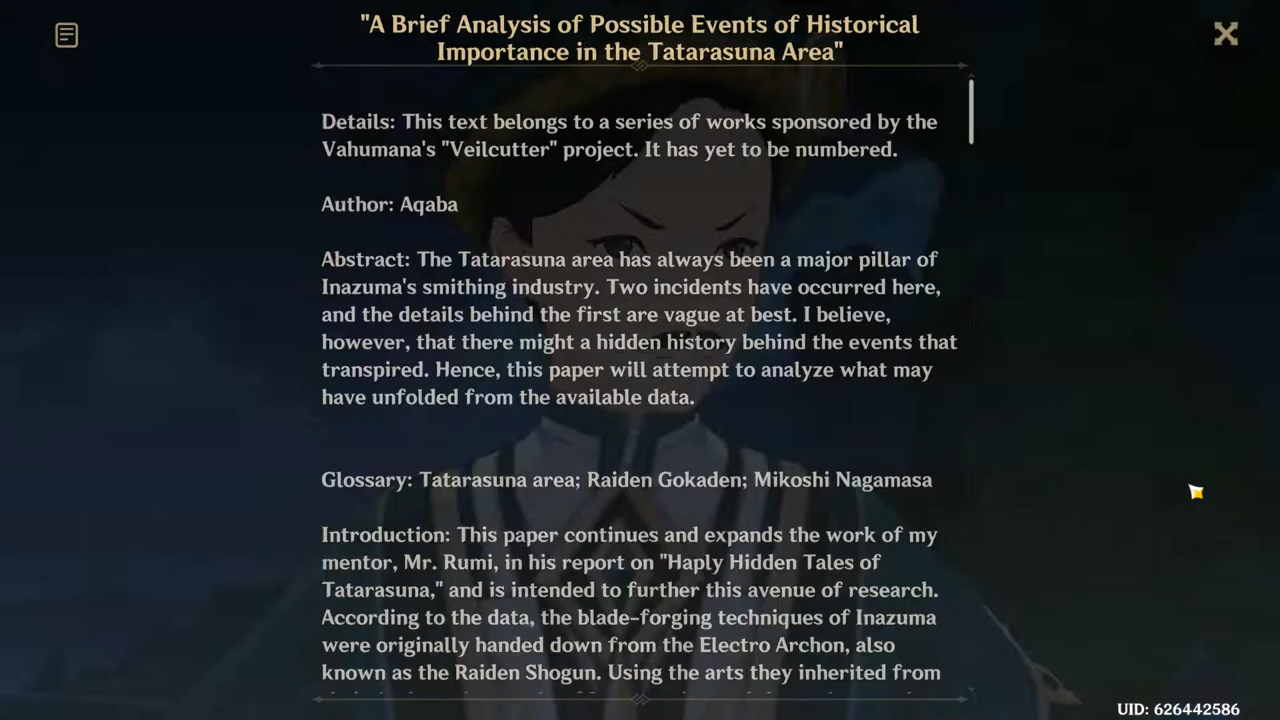 "A Brief Analysis of Possible Events of Historical
Importance in the Tatarasuna Area"
Details: This text belongs to a series of works sponsored by the
Vahumana's "Veilcutter" project. It has yet to be numbered.
Author: Aqaba
Abstract: The Tatarasuna area has always been a major pillar of
Inazuma's smithing industry. Two incidents have occurred here,
and the details behind the first are vague at best. I believe,
however, that there might a hidden history behind the events that
transpired. Hence, this paper will attempt to analyze what may
have unfolded from the available data.
Glossary: Tatarasuna area; Raiden Gokaden; Mikoshi Nagamasa
Introduction: This paper continues and expands the work of my
mentor, Mr. Rumi, in his report on "Haply Hidden Tales of
Tatarasuna," and is intended to further this avenue of research.
According to the data, the blade-forging techniques of Inazuma
were originally handed down from the Electro Archon, also
known as the Raiden Shogun. Using the arts they inherited from
UID: 626442586